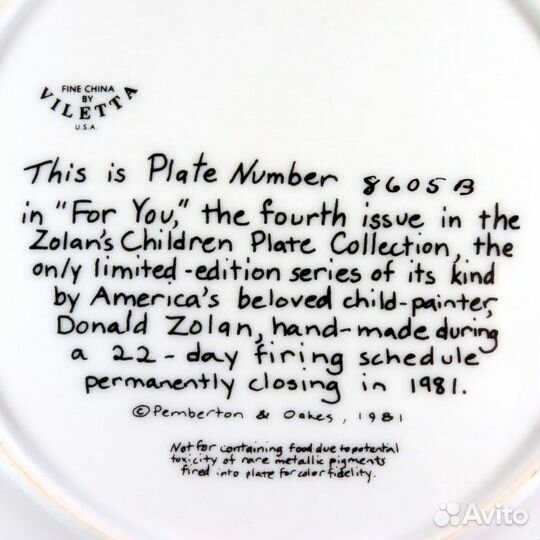 FINE CHINA
BY
VILETTA
U.S.A.
This is Plate Number 8605B
in "For You," the fourth issue in the
Zolan's Children Plate Collection, the
only limited-edition series of its kind
by America's beloved child-painter,
Donald Zolan, hand-made during
a 22-day firing schedule
permanently closing in 1981.
©Pemberton & Oakes, 1981
Not for containing food due to potential
toxicity of rare metallic pigments
fired into plate for color fidelity.
Avito